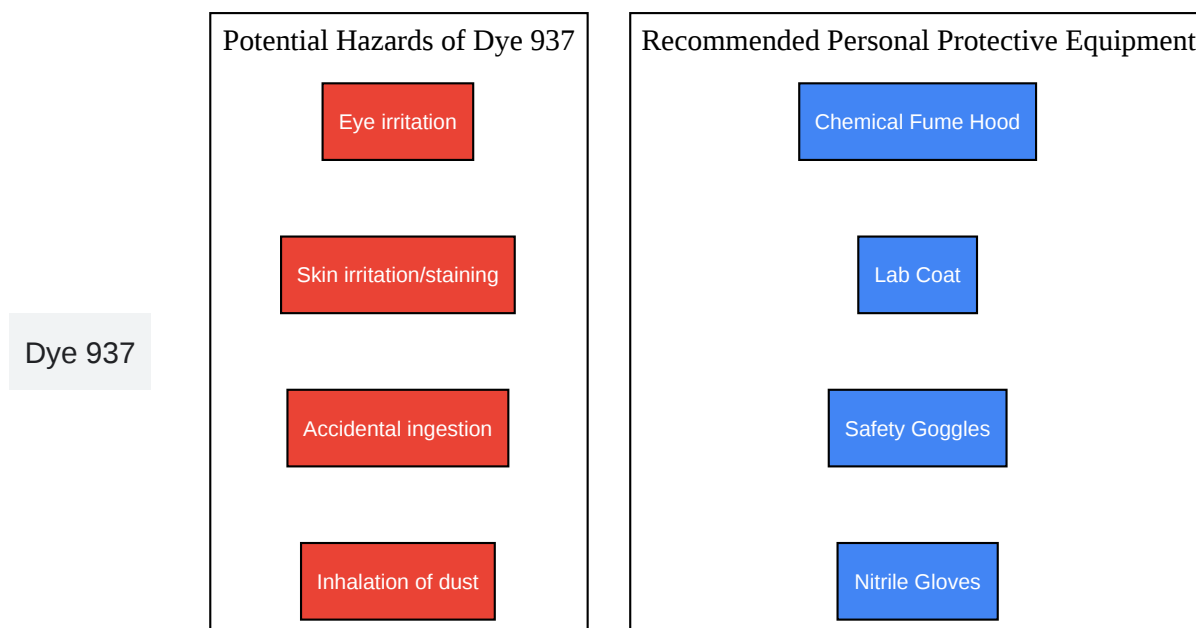 Dye 937
Potential Hazards of Dye 937
Eye irritation
Skin irritation/staining
Accidental ingestion
Inhalation of dust
Recommended Personal Protective Equipment
Chemical Fume Hood
Lab Coat
Safety Goggles
Nitrile Gloves